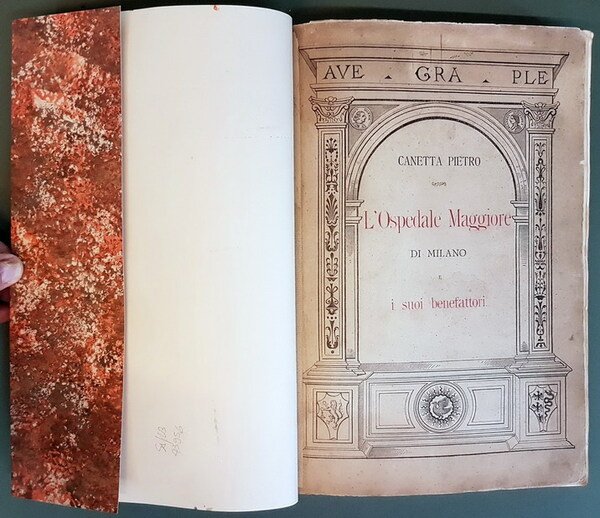 AVE · GRA · PLE
CANETTA PIETRO
L'Ospedale Maggiore
DI MILANO
E
i suoi benefattori.